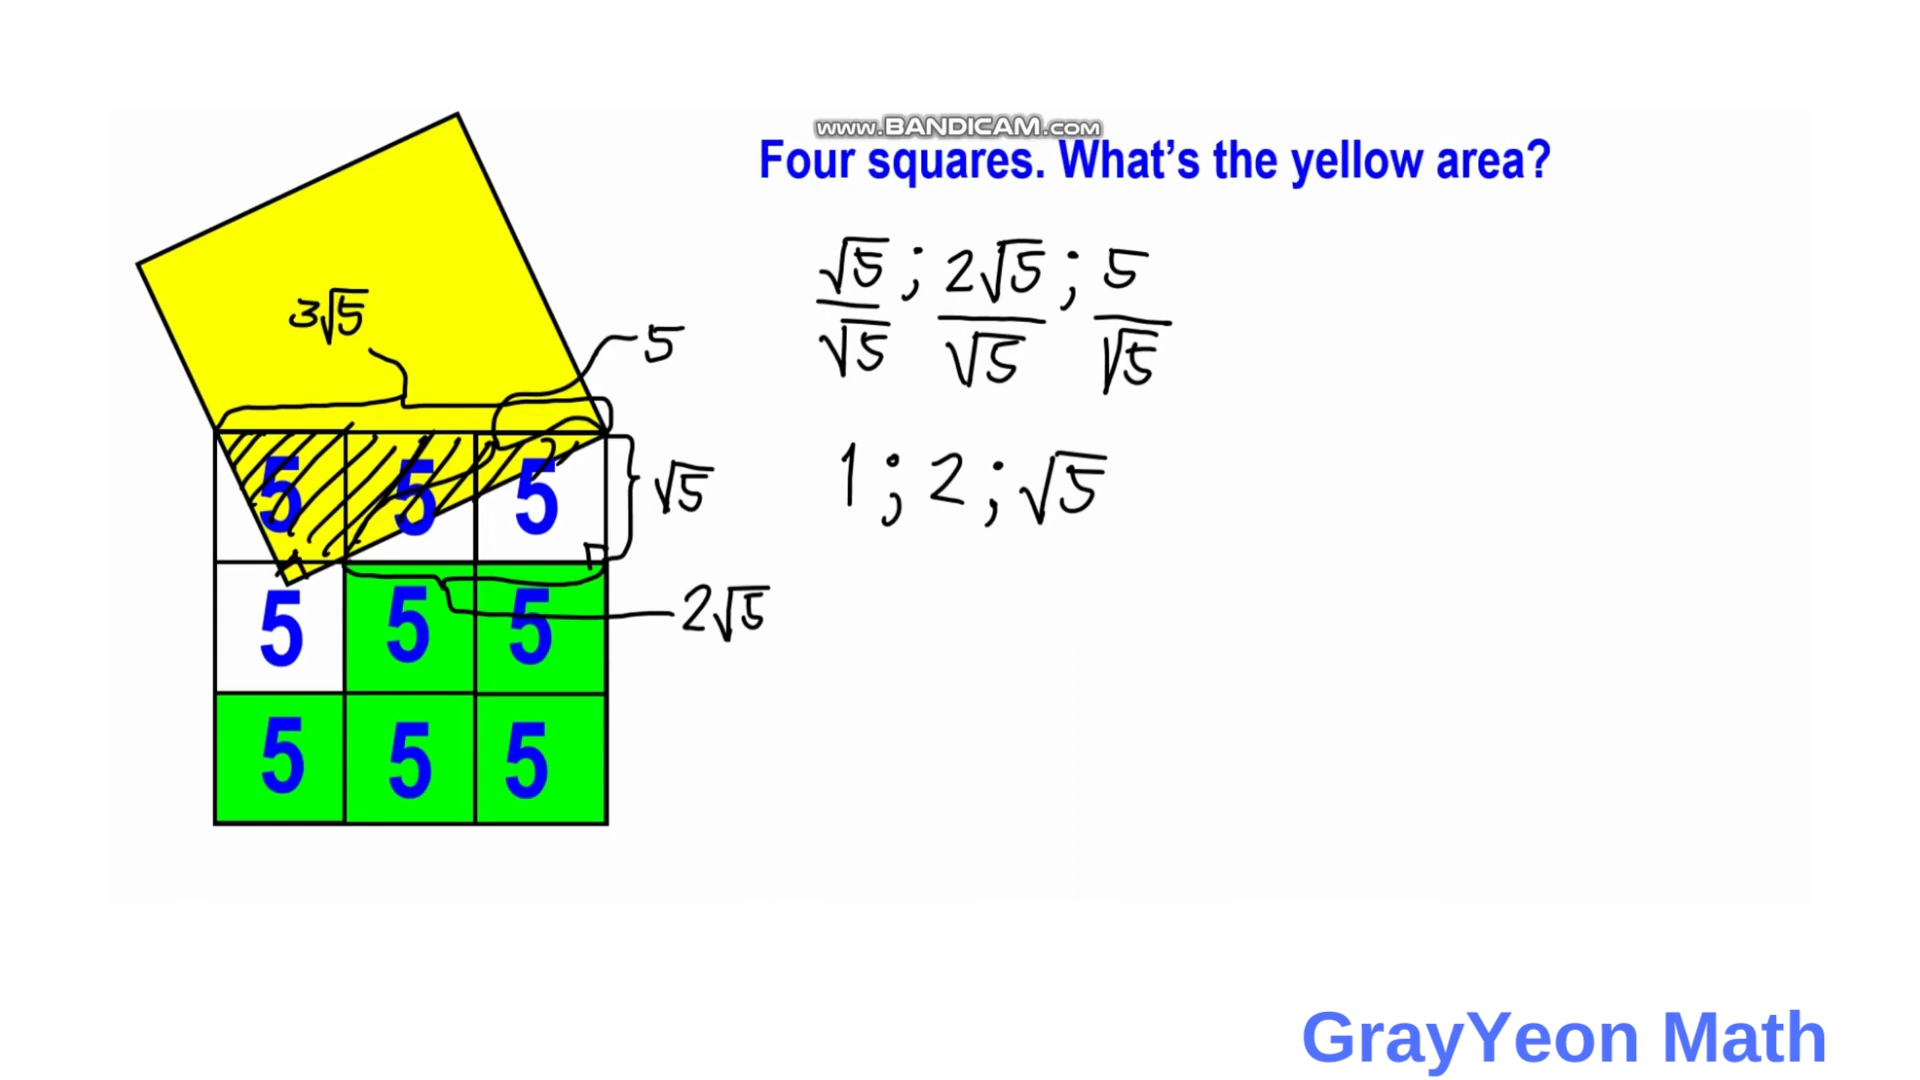 www.BANDICAM.com
Four squares. What's the yellow area?
√5 ; 2√5 ; 5
√5 √5 √5
3√5
5
1 ; 2 ; √5
5 5 5
√5
5 5 5
2√5
5 5 5
GrayYeon Math